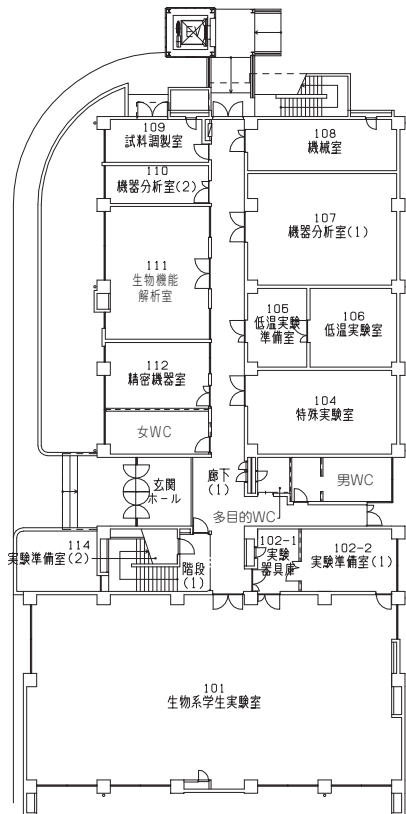 EV
109
試料調製室
108
機械室
110
機器分析室(2)
107
機器分析室(1)
111
生物機能
解析室
105
低温実験
準備室
106
低温実験室
112
精密機器室
104
特殊実験室
女WC
廊下
(1)
男WC
玄関
ホール
多目的WC
114
実験準備室(2)
階段
(1)
102-1
実験
器具庫
102-2
実験準備室(1)
101
生物系学生実験室